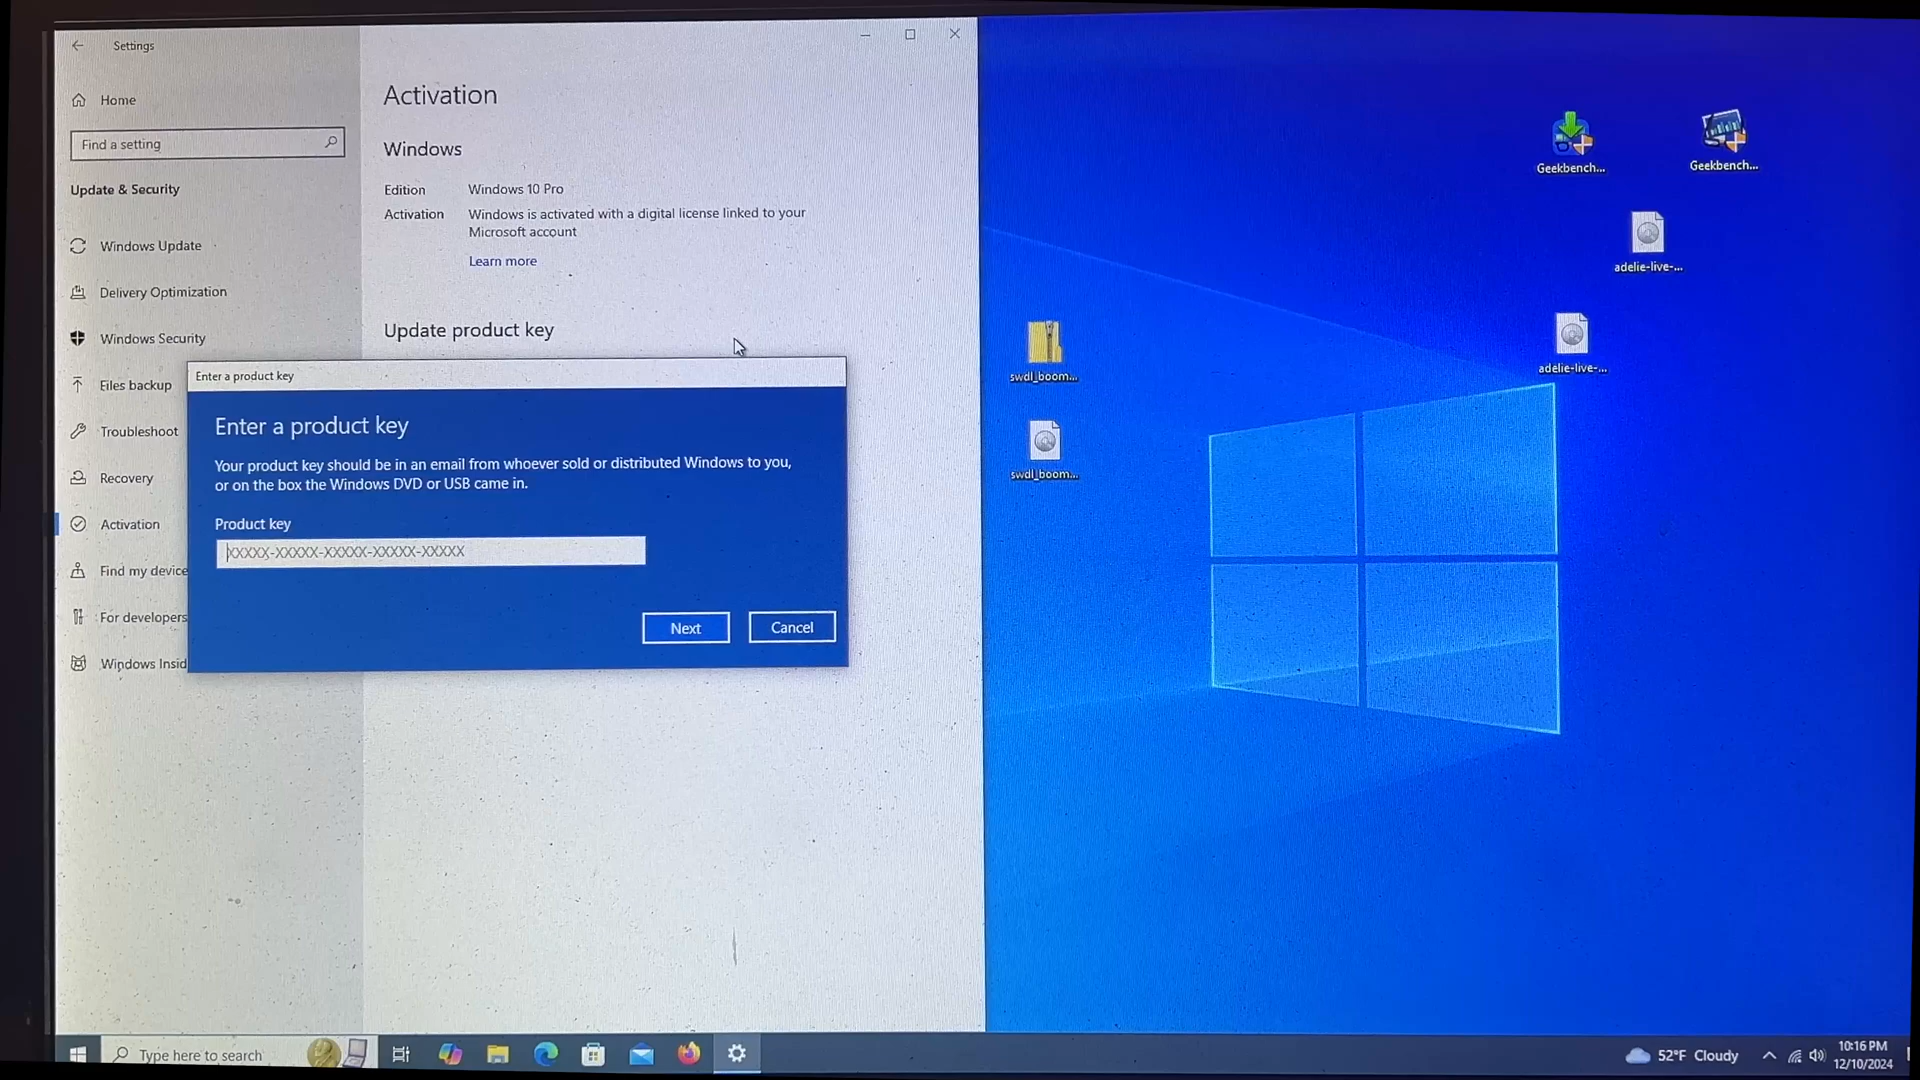 Settings
Home
Find a setting
Update & Security
Windows Update
Delivery Optimization
Windows Security
Files backup
Troubleshoot
Recovery
Activation
Find my device
For developers
Windows Insid
Activation
Windows
Edition Windows 10 Pro
Activation Windows is activated with a digital license linked to your
Microsoft account
Learn more
Update product key
Enter a product key
Enter a product key
Your product key should be in an email from whoever sold or distributed Windows to you,
or on the box the Windows DVD or USB came in.
Product key
XXXXX-XXXXX-XXXXX-XXXXX-XXXXX
Next Cancel
Geekbench...
Geekbench...
adelie-live-...
adelie-live-...
swdl_boom...
swdl_boom...
Type here to search
52°F Cloudy
10:16 PM
12/10/2024